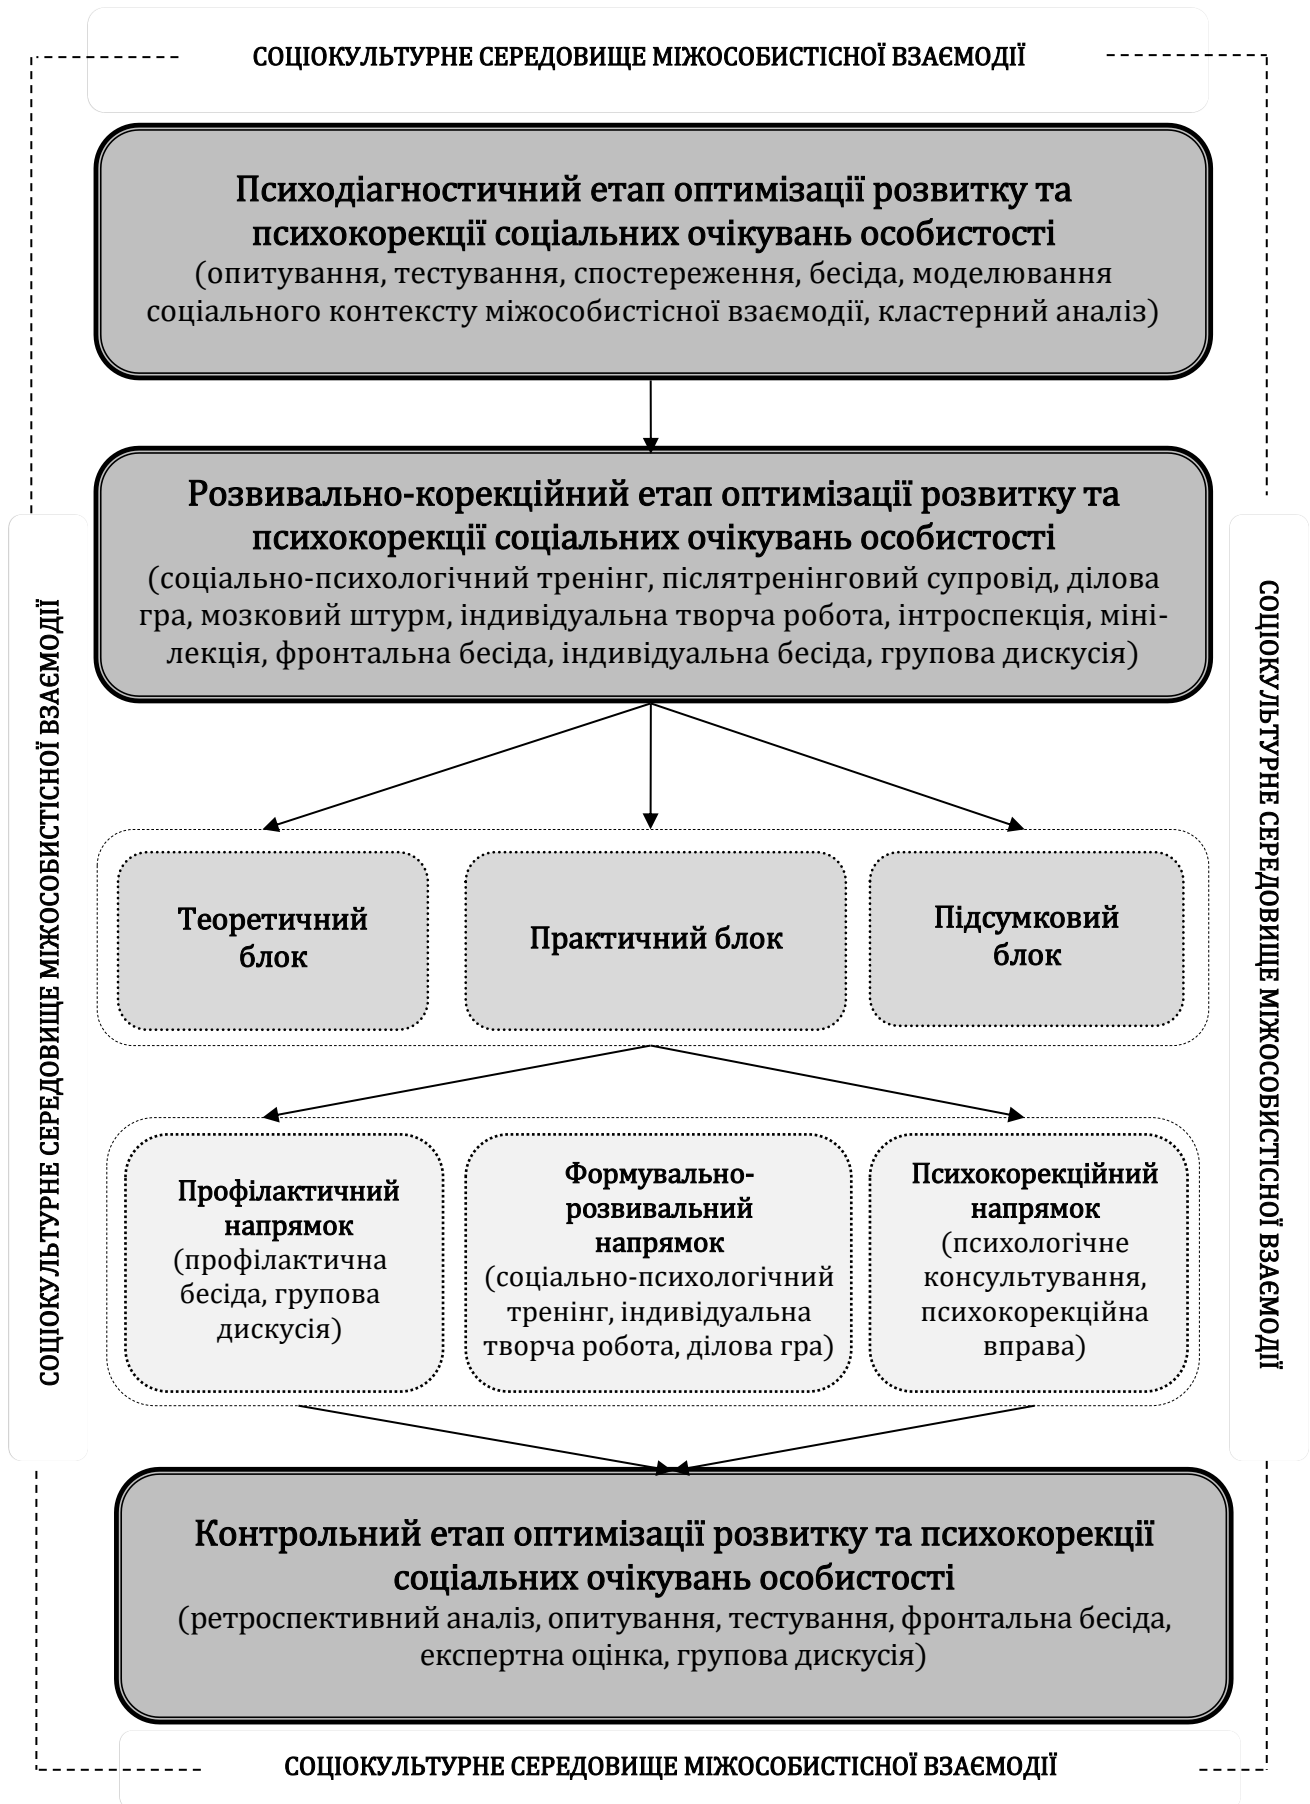 СОЦІОКУЛЬТУРНЕ СЕРЕДОВИЩЕ МІЖОСОБИСТІСНОЇ ВЗАЄМОДІЇ
Психодіагностичний етап оптимізації розвитку та
психокорекції соціальних очікувань особистості
(опитування, тестування, спостереження, бесіда, моделювання
соціального контексту міжособистісної взаємодії, кластерний аналіз)
Розвивально-корекційний етап оптимізації розвитку та
психокорекції соціальних очікувань особистості
(соціально-психологічний тренінг, післятренінговий супровід, ділова
гра, мозковий штурм, індивідуальна творча робота, інтроспекція, міні-
лекція, фронтальна бесіда, індивідуальна бесіда, групова дискусія)
СОЦІОКУЛЬТУРНЕ СЕРЕДОВИЩЕ МІЖОСОБИСТІСНОЇ ВЗАЄМОДІЇ
СОЦІОКУЛЬТУРНЕ СЕРЕДОВИЩЕ МІЖОСОБИСТІСНОЇ ВЗАЄМОДІЇ
Теоретичний
блок
Практичний блок
Підсумковий
блок
Профілактичний
напрямок
(профілактична
бесіда, групова
дискусія)
Формувально-
розвивальний
напрямок
(соціально-психологічний
тренінг, індивідуальна
творча робота, ділова гра)
Психокорекційний
напрямок
(психологічне
консультування,
психокорекційна
вправа)
Контрольний етап оптимізації розвитку та психокорекції
соціальних очікувань особистості
(ретроспективний аналіз, опитування, тестування, фронтальна бесіда,
експертна оцінка, групова дискусія)
СОЦІОКУЛЬТУРНЕ СЕРЕДОВИЩЕ МІЖОСОБИСТІСНОЇ ВЗАЄМОДІЇ